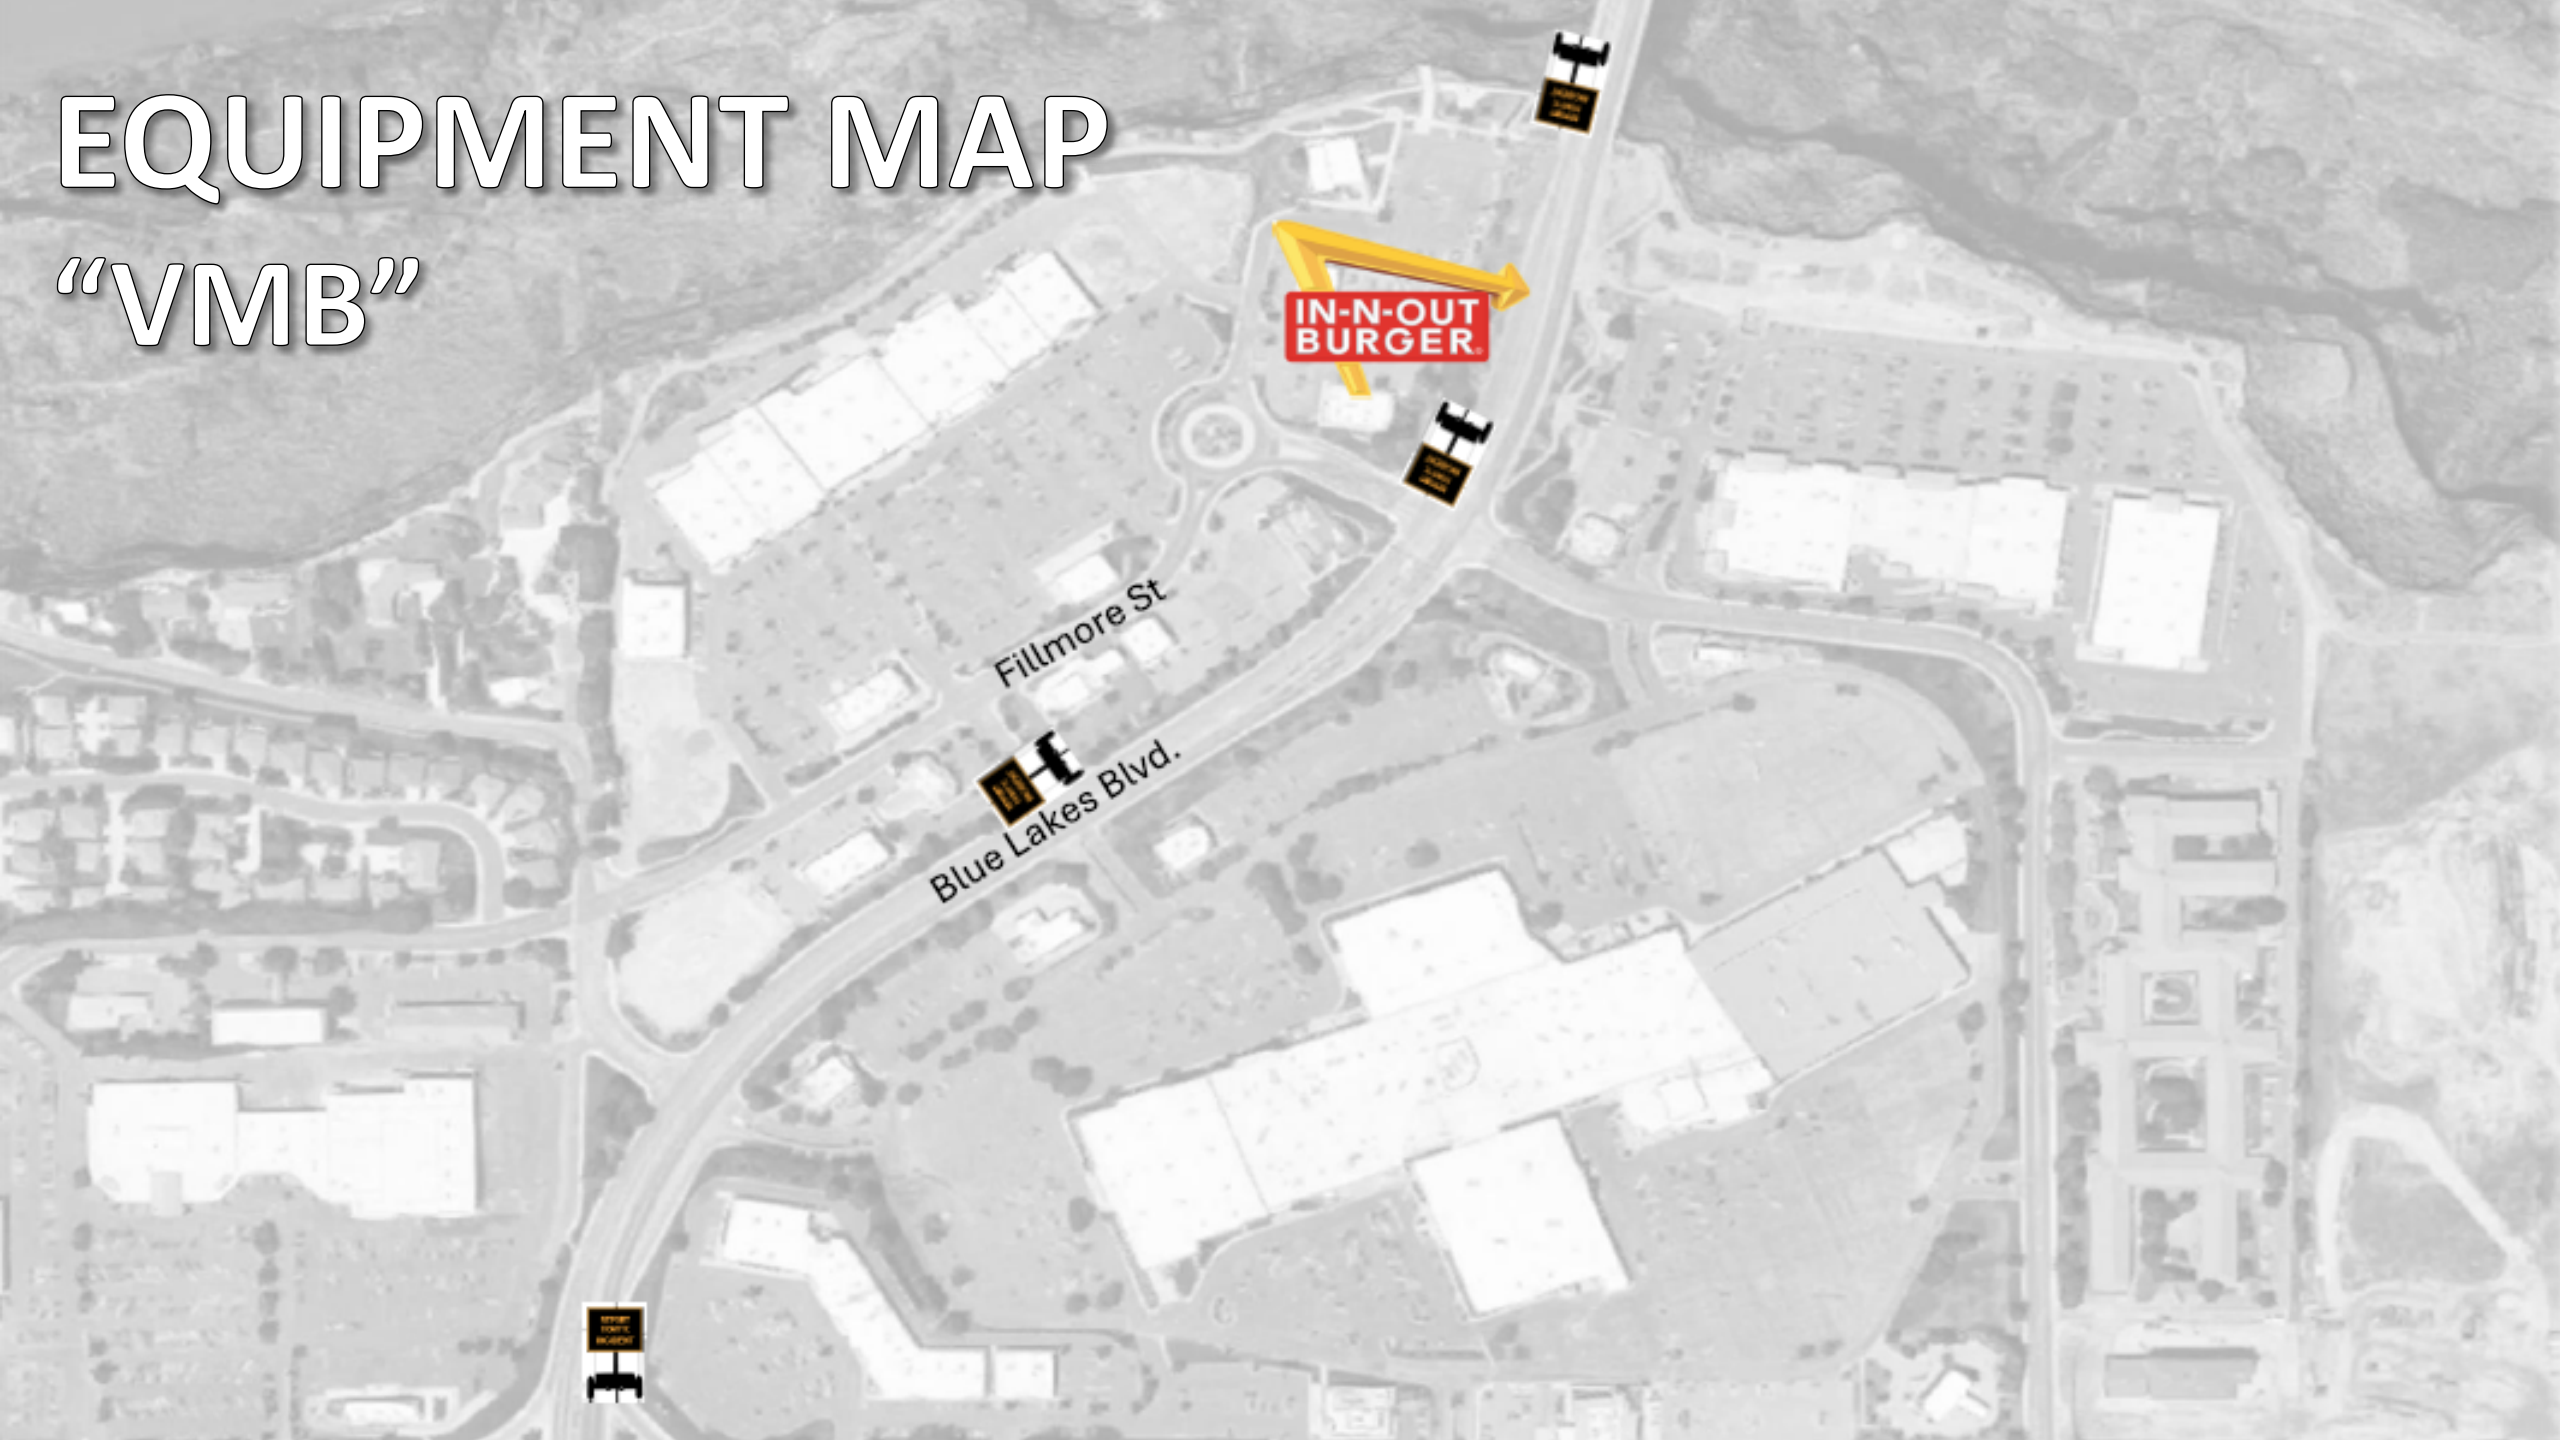 EQUIPMENT MAP
“VMB”
IN-N-OUT
BURGER
Fillmore St
Blue Lakes Blvd.